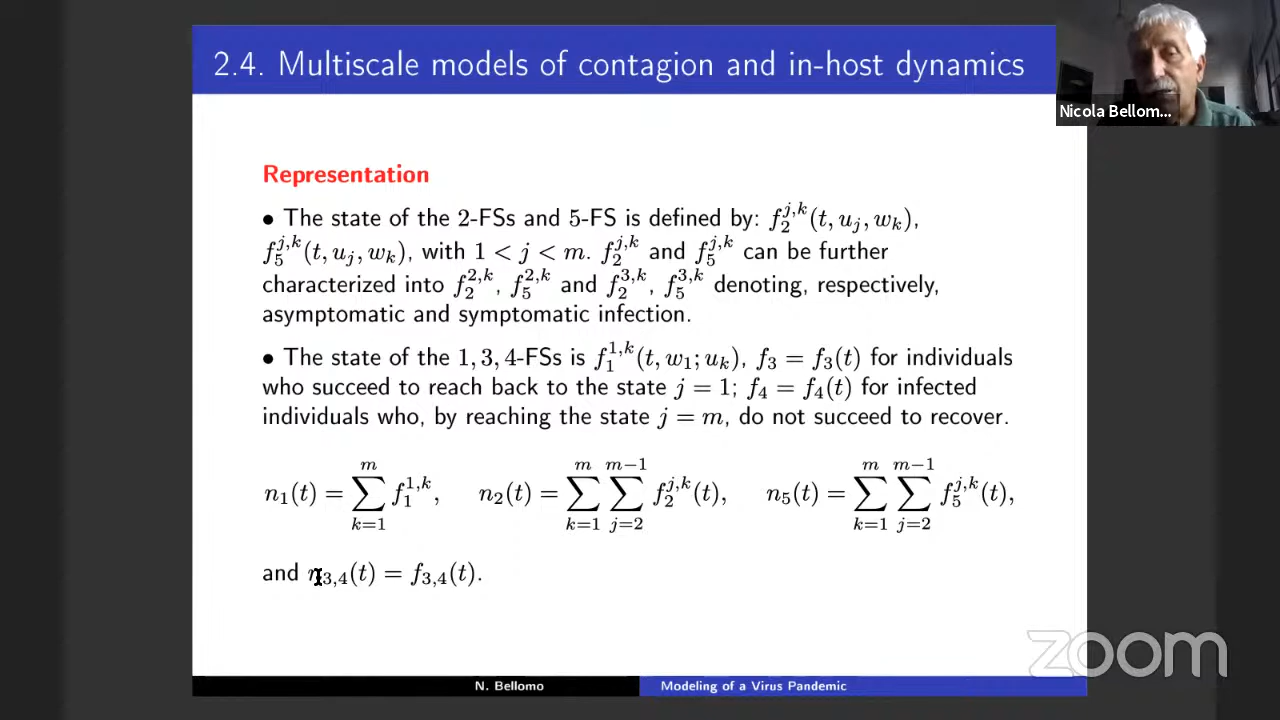 2.4. Multiscale models of contagion and in-host dynamics
Nicola Bellom...
Representation
• The state of the 2-FSs and 5-FS is defined by: f_2^{j,k}(t, u_j, w_k),
f_5^{j,k}(t, u_j, w_k), with 1 < j < m. f_2^{j,k} and f_5^{j,k} can be further
characterized into f_2^{2,k}, f_5^{2,k} and f_2^{3,k}, f_5^{3,k} denoting, respectively,
asymptomatic and symptomatic infection.
• The state of the 1, 3, 4-FSs is f_1^{1,k}(t, w_1; u_k), f_3 = f_3(t) for individuals
who succeed to reach back to the state j = 1; f_4 = f_4(t) for infected
individuals who, by reaching the state j = m, do not succeed to recover.
n_1(t) = \sum_{k=1}^{m} f_1^{1,k}, n_2(t) = \sum_{k=1}^{m} \sum_{j=2}^{m-1} f_2^{j,k}(t), n_5(t) = \sum_{k=1}^{m} \sum_{j=2}^{m-1} f_5^{j,k}(t),
and n_{3,4}(t) = f_{3,4}(t).
zoom
N. Bellomo
Modeling of a Virus Pandemic